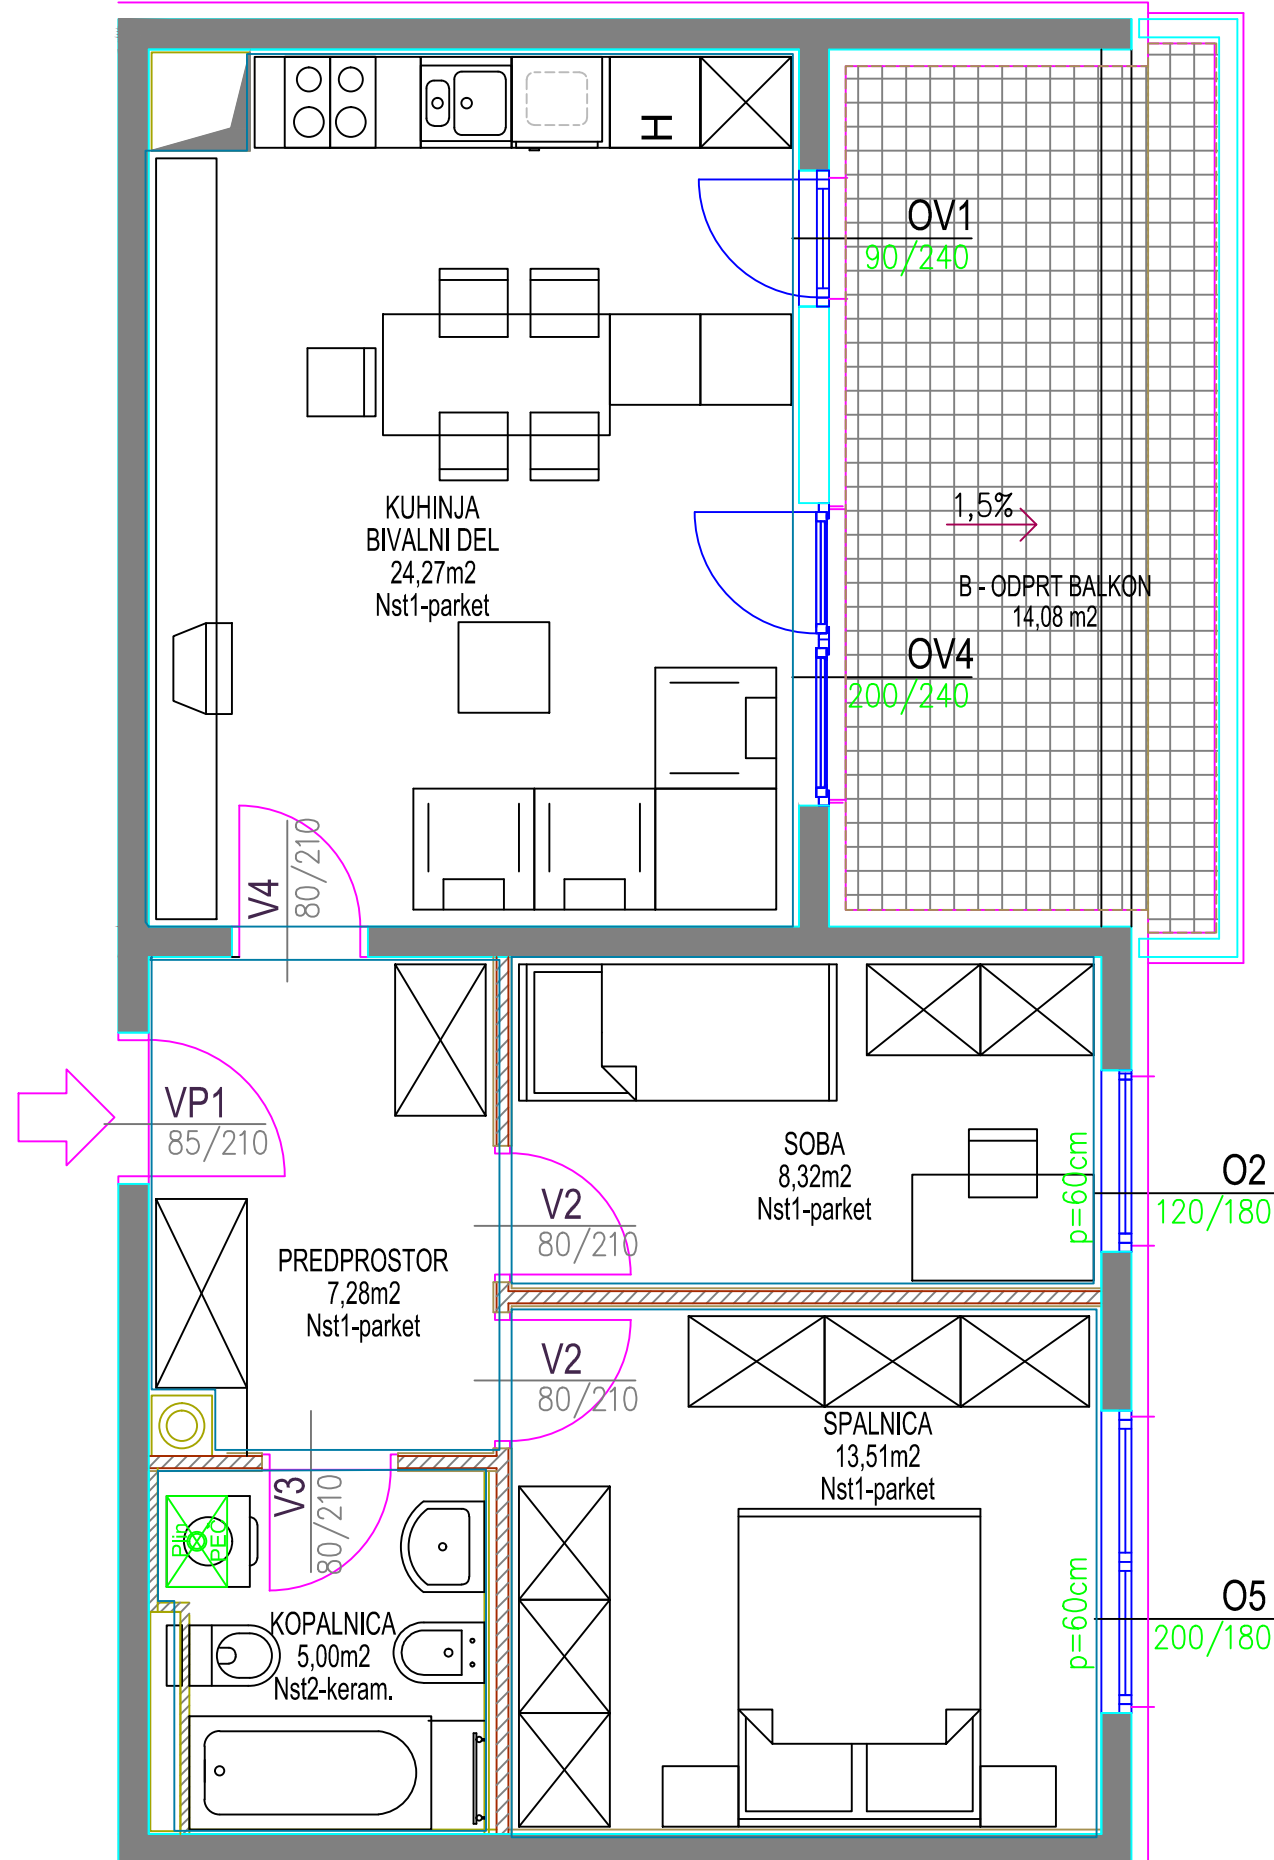 H
OV1
90/240
KUHINJA
BIVALNI DEL
24,27m2
Nst1-parket
1,5%
B - ODPRT BALKON
14,08 m2
OV4
200/240
V4
80/210
VP1
85/210
SOBA
8,32m2
Nst1-parket
p=60cm
O2
120/180
V2
80/210
PREDPROSTOR
7,28m2
Nst1-parket
V2
80/210
SPALNICA
13,51m2
Nst1-parket
V3
80/210
Plin
PEČ
KOPALNICA
5,00m2
Nst2-keram.
p=60cm
O5
200/180